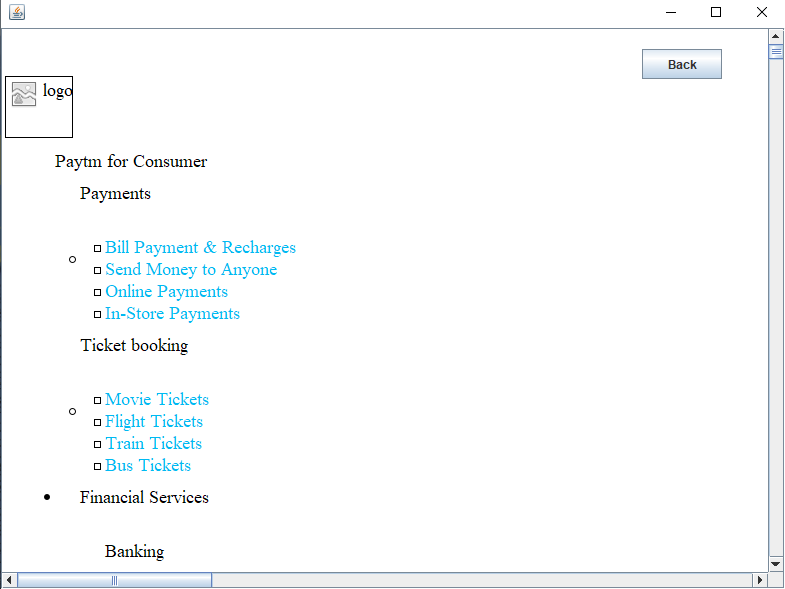 Back
logo
Paytm for Consumer
Payments
Bill Payment & Recharges
Send Money to Anyone
Online Payments
In-Store Payments
Ticket booking
Movie Tickets
Flight Tickets
Train Tickets
Bus Tickets
Financial Services
Banking